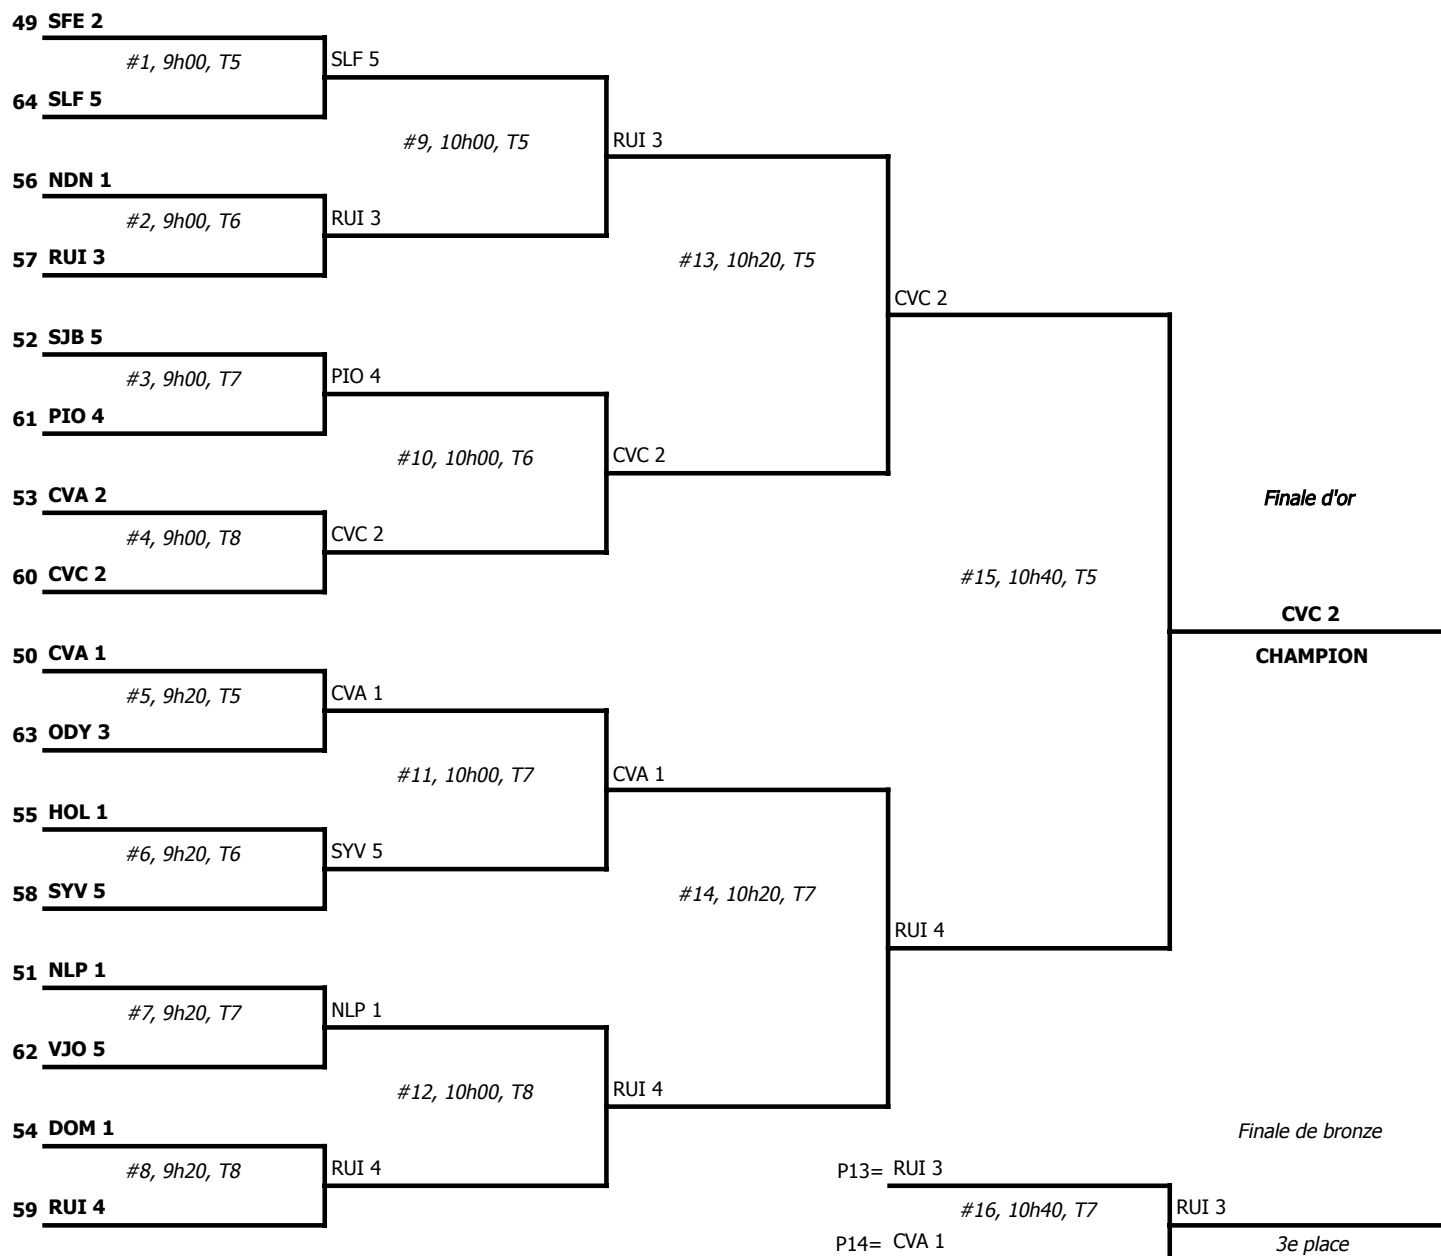 49 SFE 2
#1, 9h00, T5
SLF 5
64 SLF 5
#9, 10h00, T5
RUI 3
56 NDN 1
#2, 9h00, T6
RUI 3
57 RUI 3
#13, 10h20, T5
CVC 2
52 SJB 5
#3, 9h00, T7
PIO 4
61 PIO 4
#10, 10h00, T6
CVC 2
53 CVA 2
#4, 9h00, T8
CVC 2
60 CVC 2
Finale d'or
#15, 10h40, T5
CVC 2
CHAMPION
50 CVA 1
#5, 9h20, T5
CVA 1
63 ODY 3
#11, 10h00, T7
CVA 1
55 HOL 1
#6, 9h20, T6
SYV 5
58 SYV 5
#14, 10h20, T7
RUI 4
51 NLP 1
#7, 9h20, T7
NLP 1
62 VJO 5
#12, 10h00, T8
RUI 4
54 DOM 1
#8, 9h20, T8
RUI 4
59 RUI 4
Finale de bronze
P13= RUI 3
#16, 10h40, T7
RUI 3
P14= CVA 1
3e place